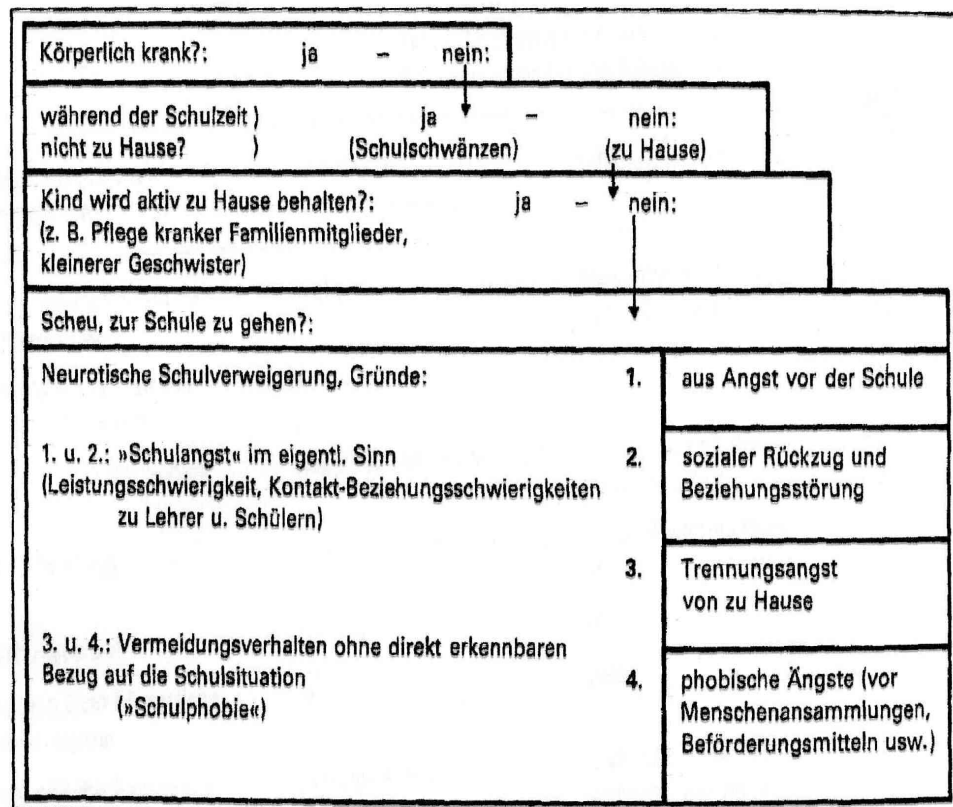 Körperlich krank?: ja – nein:
während der Schulzeit ) ja – nein:
nicht zu Hause? ) (Schulschwänzen) (zu Hause)
Kind wird aktiv zu Hause behalten?: ja – nein:
(z. B. Pflege kranker Familienmitglieder,
kleinerer Geschwister)
Scheu, zur Schule zu gehen?:
Neurotische Schulverweigerung, Gründe: 1. aus Angst vor der Schule
1. u. 2.: »Schulangst« im eigentl. Sinn 2. sozialer Rückzug und
(Leistungsschwierigkeit, Kontakt-Beziehungsschwierigkeiten Beziehungsstörung
zu Lehrer u. Schülern)
3. Trennungsangst
von zu Hause
3. u. 4.: Vermeidungsverhalten ohne direkt erkennbaren
Bezug auf die Schulsituation 4. phobische Ängste (vor
(»Schulphobie«) Menschenansammlungen,
Beförderungsmitteln usw.)